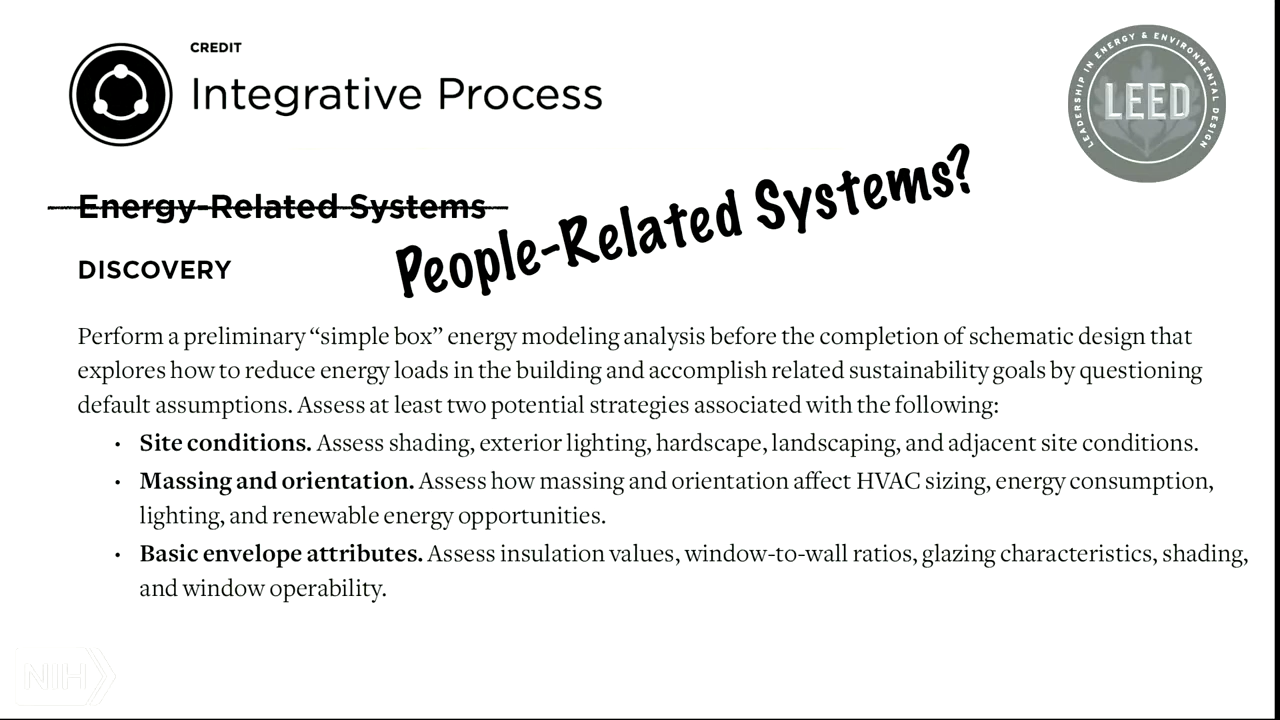 CREDIT
Integrative Process
LEADERSHIP IN ENERGY & ENVIRONMENTAL DESIGN
LEED
Energy-Related Systems
People-Related Systems?
DISCOVERY
Perform a preliminary “simple box” energy modeling analysis before the completion of schematic design that
explores how to reduce energy loads in the building and accomplish related sustainability goals by questioning
default assumptions. Assess at least two potential strategies associated with the following:
• Site conditions. Assess shading, exterior lighting, hardscape, landscaping, and adjacent site conditions.
• Massing and orientation. Assess how massing and orientation affect HVAC sizing, energy consumption,
lighting, and renewable energy opportunities.
• Basic envelope attributes. Assess insulation values, window-to-wall ratios, glazing characteristics, shading,
and window operability.
NIH